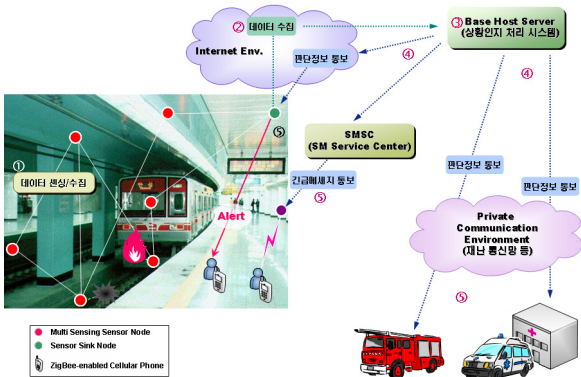 ② 데이터 수집
Internet Env.
③ Base Host Server
(상황인지 처리 시스템)
판단정보 통보
④
④
⑤
SMSC
(SM Service Center)
①
데이터 센싱/수집
긴급메세지 통보
⑤
판단정보 통보
판단정보 통보
Alert
Private
Communication
Environment
(재난 통신망 등)
⑤
Multi Sensing Sensor Node
Sensor Sink Node
ZigBee-enabled Cellular Phone